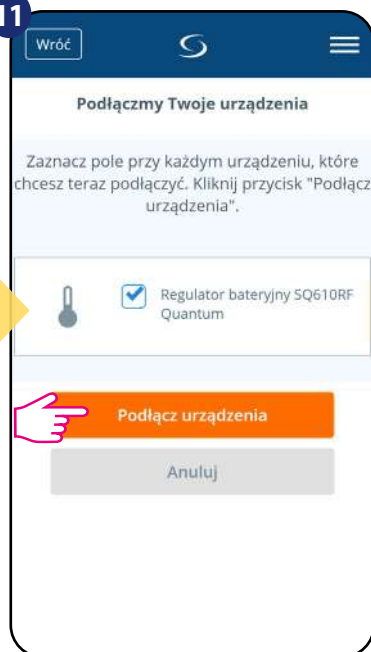 11
Wróć
Podłączmy Twoje urządzenia
Zaznacz pole przy każdym urządzeniu, które
chcesz teraz podłączyć. Kliknij przycisk "Podłącz
urządzenia".
Regulator bateryjny SQ610RF
Quantum
Podłącz urządzenia
Anuluj